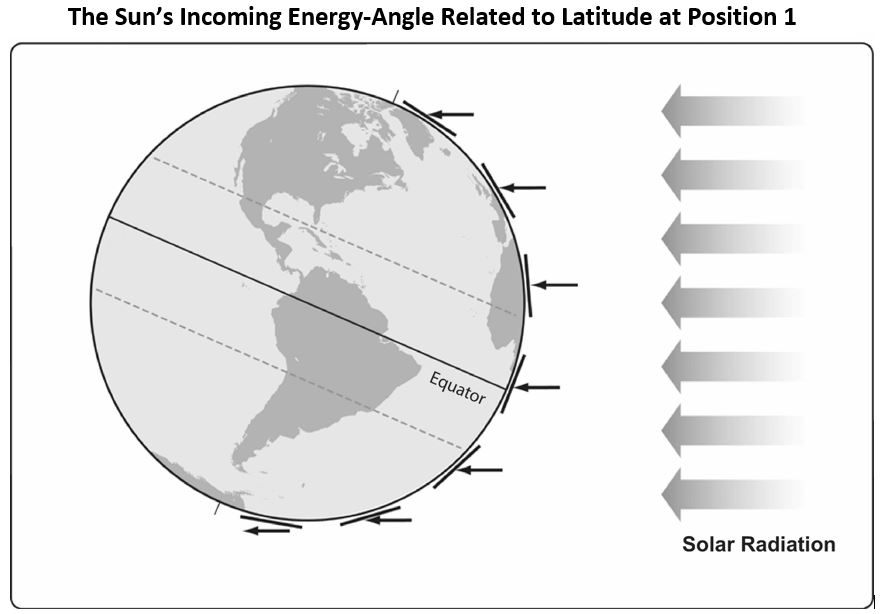 The Sun’s Incoming Energy-Angle Related to Latitude at Position 1
Equator
Solar Radiation